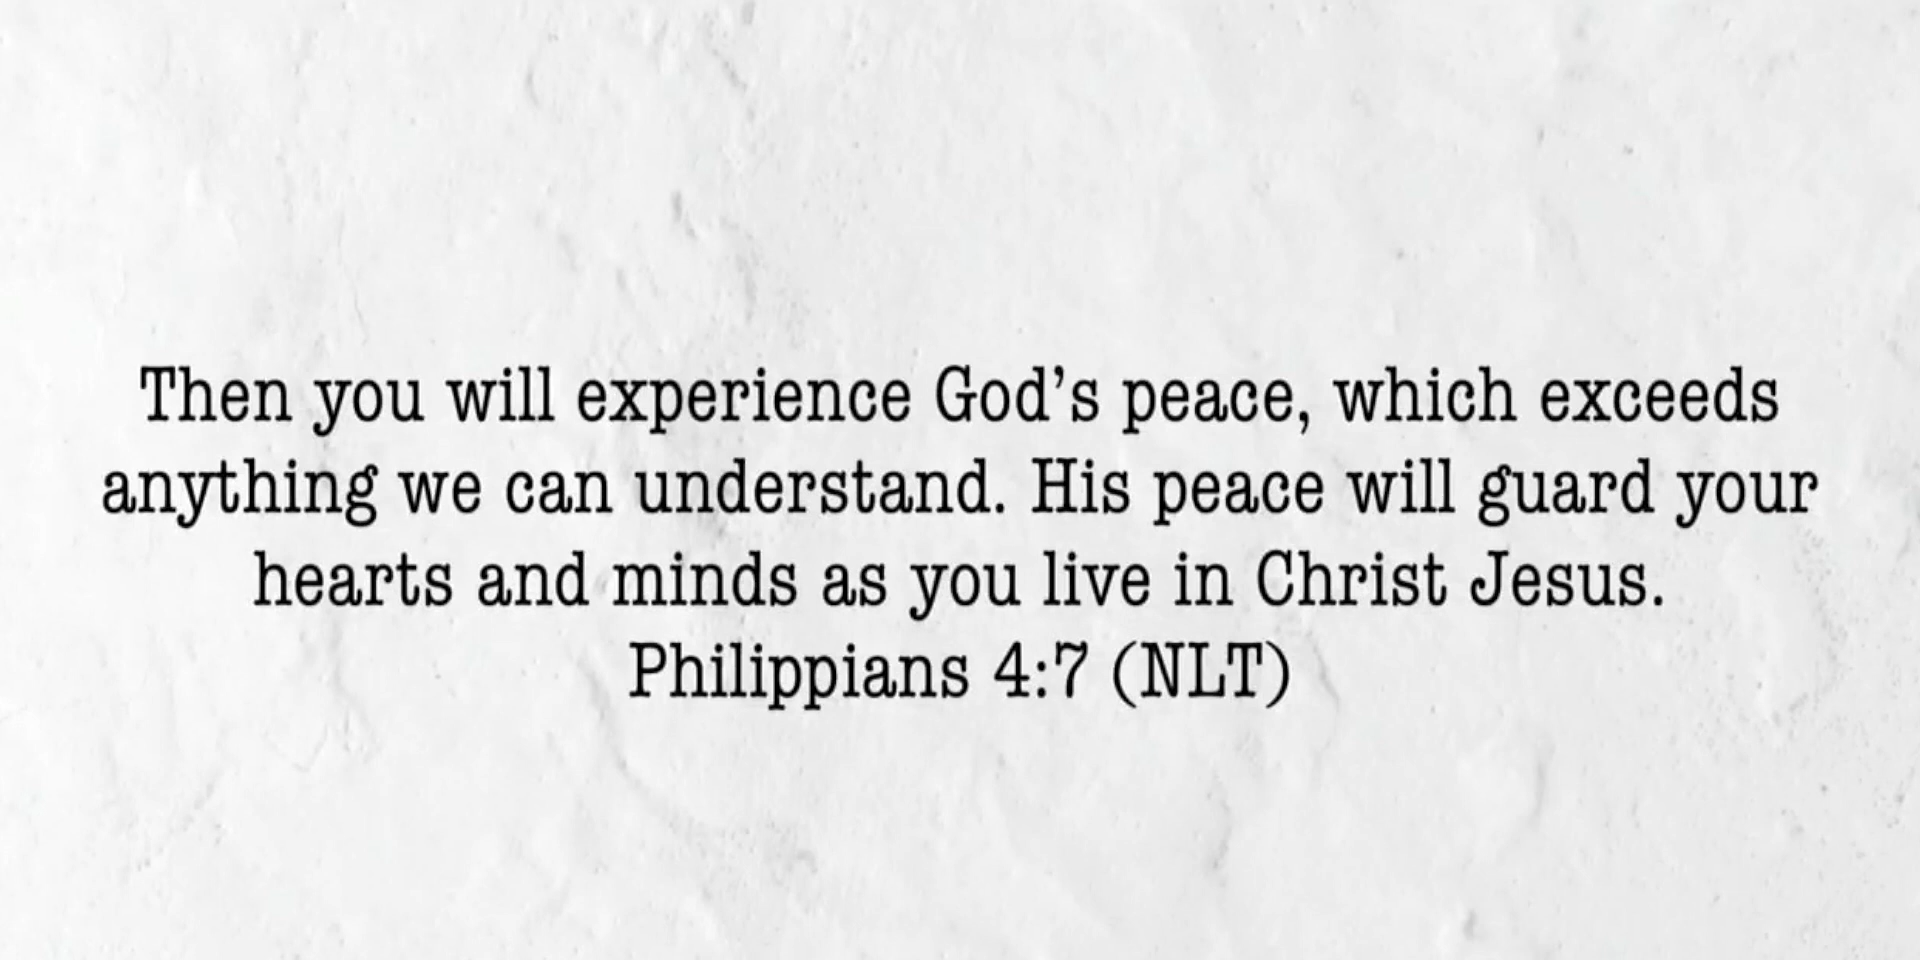 Then you will experience God’s peace, which exceeds
anything we can understand. His peace will guard your
hearts and minds as you live in Christ Jesus.
Philippians 4:7 (NLT)